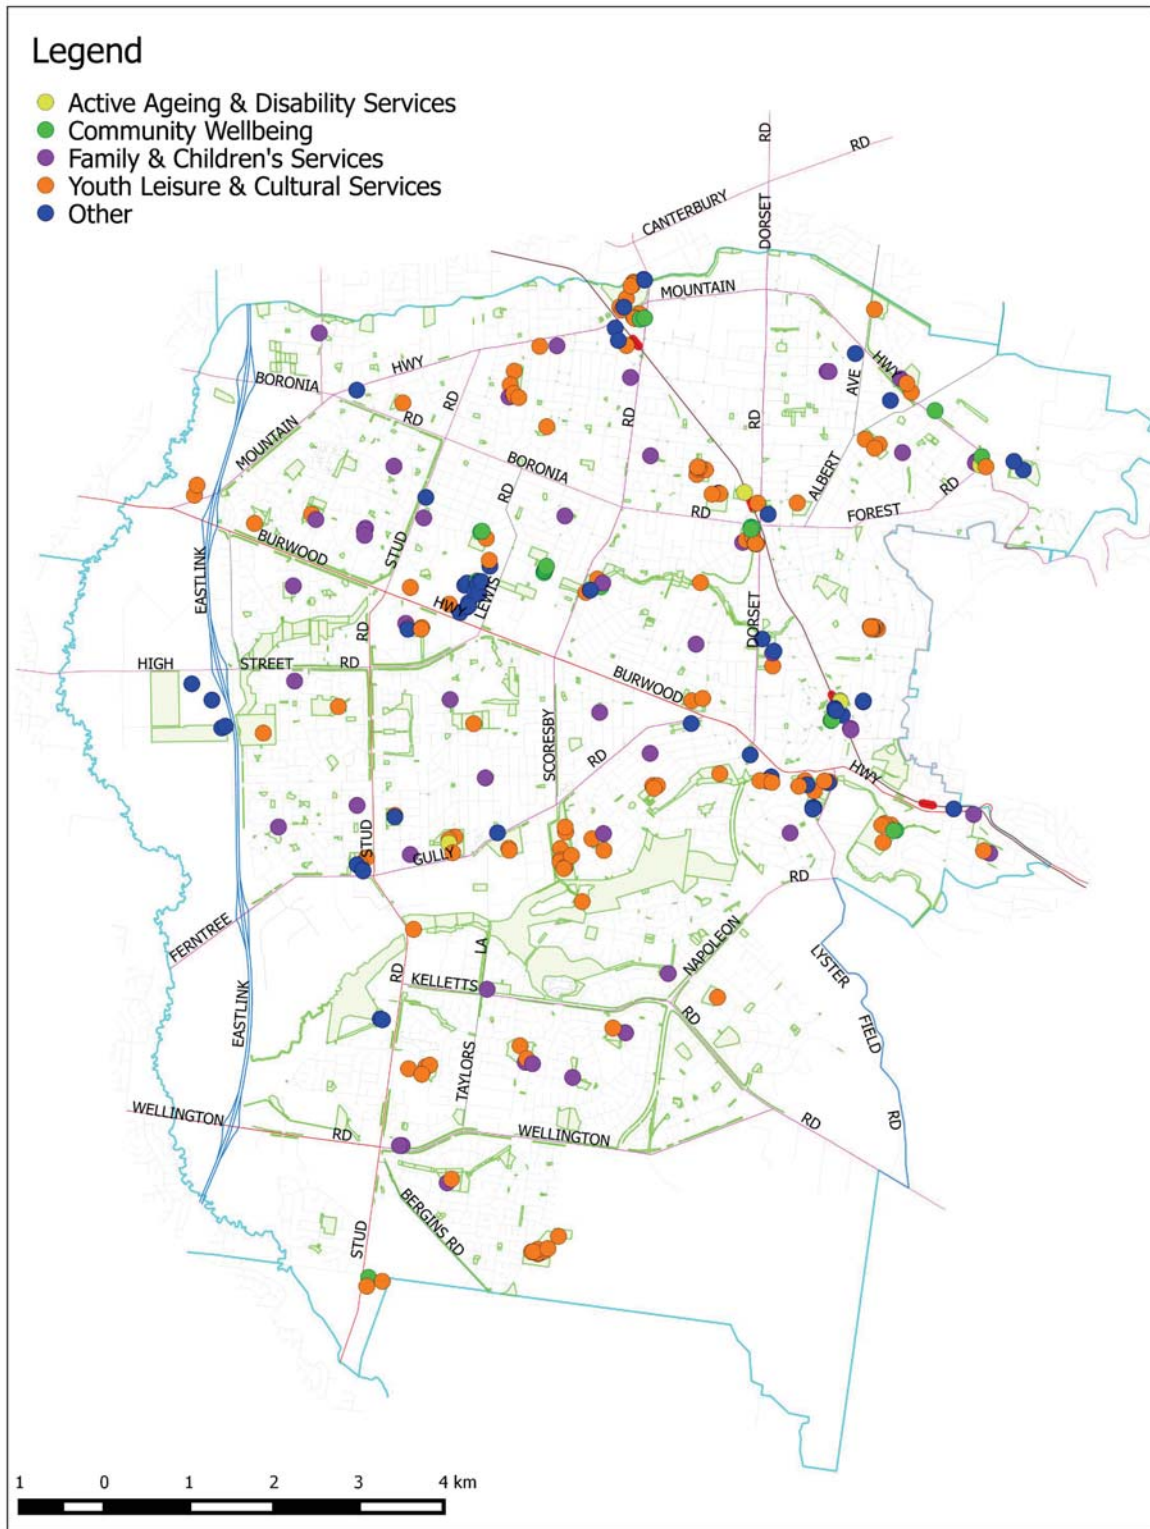 Legend
Active Ageing & Disability Services
Community Wellbeing
Family & Children's Services
Youth Leisure & Cultural Services
Other
RD
RD
CANTERBURY
DORSET
MOUNTAIN
HWY
HWY
BORONIA
RD
RD
RD
RD
AVE
MOUNTAIN
BORONIA
RD
ALBERT
RD
RD
FOREST
BURWOOD
STUD
EASTLINK
LEWIS
HWY
RD
DORSET
HIGH
STREET
RD
BURWOOD
SCORESBY
RD
HWY
STUD
GULLY
RD
FERNTREE
LA
NAPOLEON
RD
KELLETTS
LYSTER
RD
EASTLINK
FIELD
TAYLORS
WELLINGTON
RD
WELLINGTON
RD
RD
BERGINS RD
STUD
1 0 1 2 3 4 km